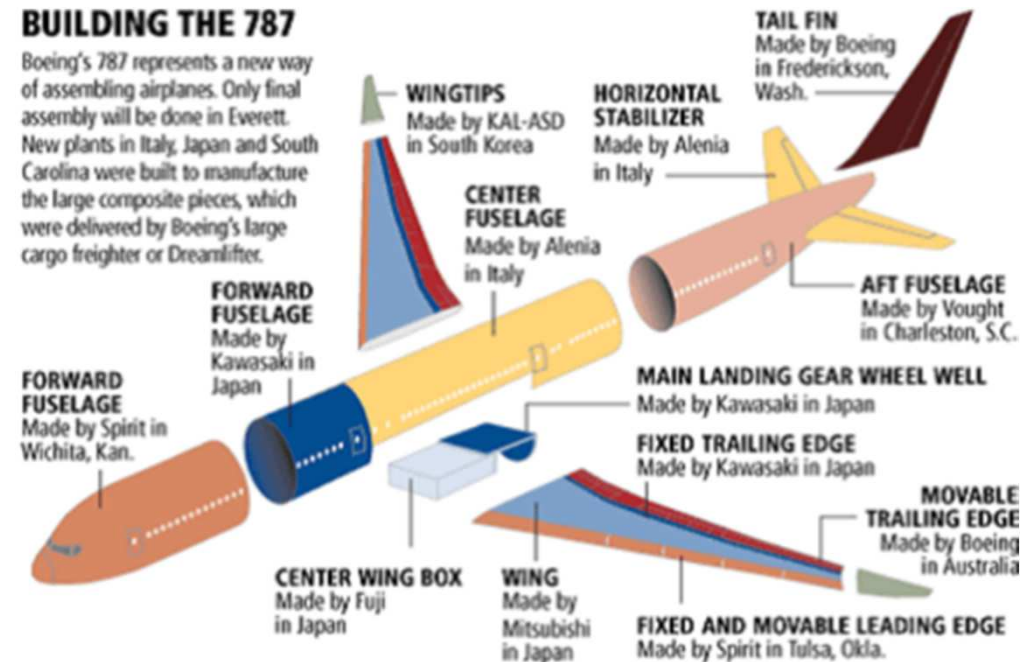 BUILDING THE 787
Boeing's 787 represents a new way
of assembling airplanes. Only final
assembly will be done in Everett.
New plants in Italy, Japan and South
Carolina were built to manufacture
the large composite pieces, which
were delivered by Boeing's large
cargo freighter or Dreamlifter.
WINGTIPS
Made by KAL-ASD
in South Korea
HORIZONTAL
STABILIZER
Made by Alenia
in Italy
TAIL FIN
Made by Boeing
in Frederickson,
Wash.
CENTER
FUSELAGE
Made by Alenia
in Italy
FORWARD
FUSELAGE
Made by
Kawasaki in
Japan
AFT FUSELAGE
Made by Vought
in Charleston, S.C.
FORWARD
FUSELAGE
Made by Spirit in
Wichita, Kan.
MAIN LANDING GEAR WHEEL WELL
Made by Kawasaki in Japan
FIXED TRAILING EDGE
Made by Kawasaki in Japan
MOVABLE
TRAILING EDGE
Made by Boeing
in Australia
CENTER WING BOX
Made by Fuji
in Japan
WING
Made by
Mitsubishi
in Japan
FIXED AND MOVABLE LEADING EDGE
Made by Spirit in Tulsa, Okla.